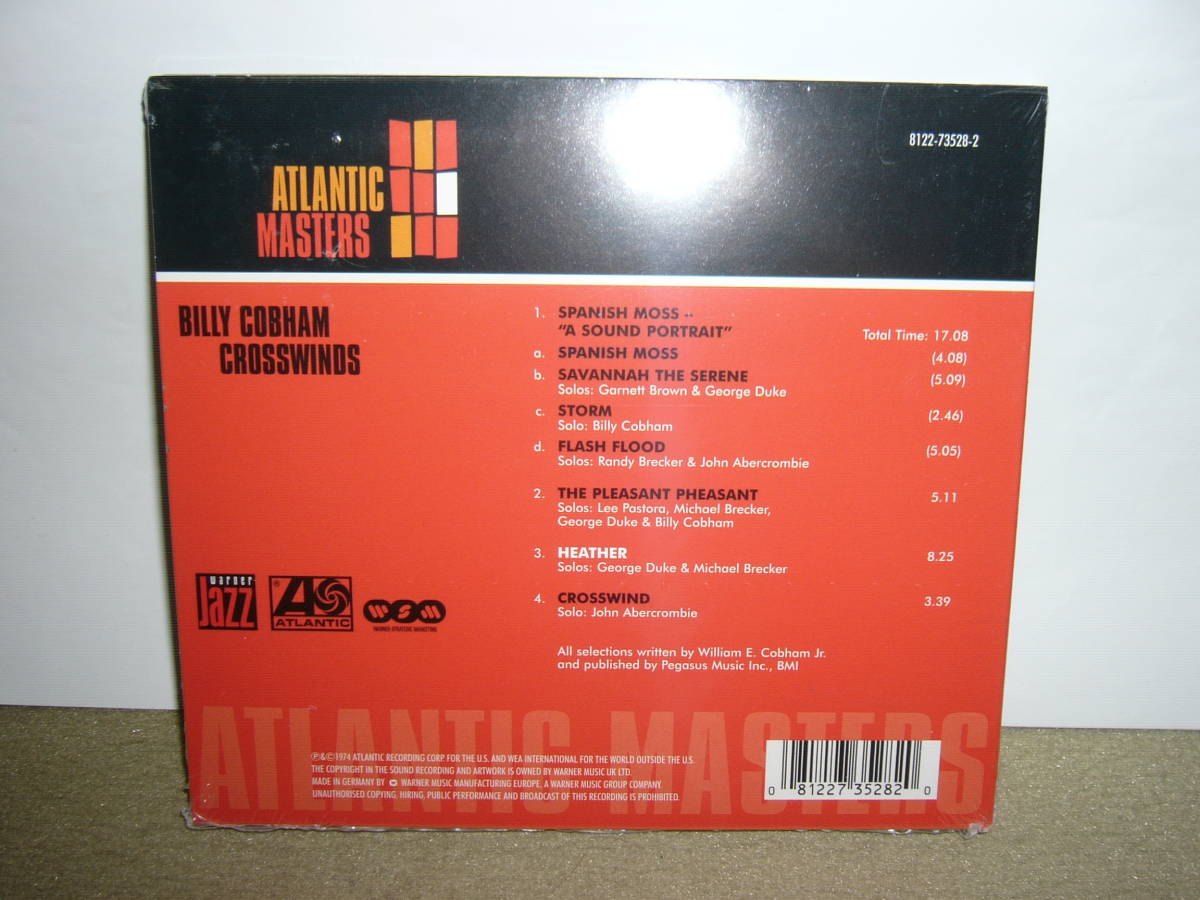 8122-73528-2
ATLANTIC
MASTERS
BILLY COBHAM
CROSSWINDS
1. SPANISH MOSS –
"A SOUND PORTRAIT" Total Time: 17.08
a. SPANISH MOSS (4.08)
b. SAVANNAH THE SERENE (5.09)
Solos: Garnett Brown & George Duke
c. STORM (2.46)
Solo: Billy Cobham
d. FLASH FLOOD (5.05)
Solos: Randy Brecker & John Abercrombie
2. THE PLEASANT PHEASANT 5.11
Solos: Lee Pastora, Michael Brecker,
George Duke & Billy Cobham
3. HEATHER 8.25
Solos: George Duke & Michael Brecker
4. CROSSWIND 3.39
Solo: John Abercrombie
All selections written by William E. Cobham Jr.
and published by Pegasus Music Inc., BMI
warner
Jazz
ATLANTIC
WSM
WARNER STRATEGIC MARKETING
ATLANTIC MASTERS
℗&©1974 ATLANTIC RECORDING CORP. FOR THE U.S. AND WEA INTERNATIONAL FOR THE WORLD OUTSIDE THE U.S.
THE COPYRIGHT IN THE SOUND RECORDING AND ARTWORK IS OWNED BY WARNER MUSIC UK LTD.
MADE IN GERMANY BY WARNER MUSIC MANUFACTURING EUROPE, A WARNER MUSIC GROUP COMPANY.
UNAUTHORISED COPYING, HIRING, PUBLIC PERFORMANCE AND BROADCAST OF THIS RECORDING IS PROHIBITED.
0 81227 35282 0